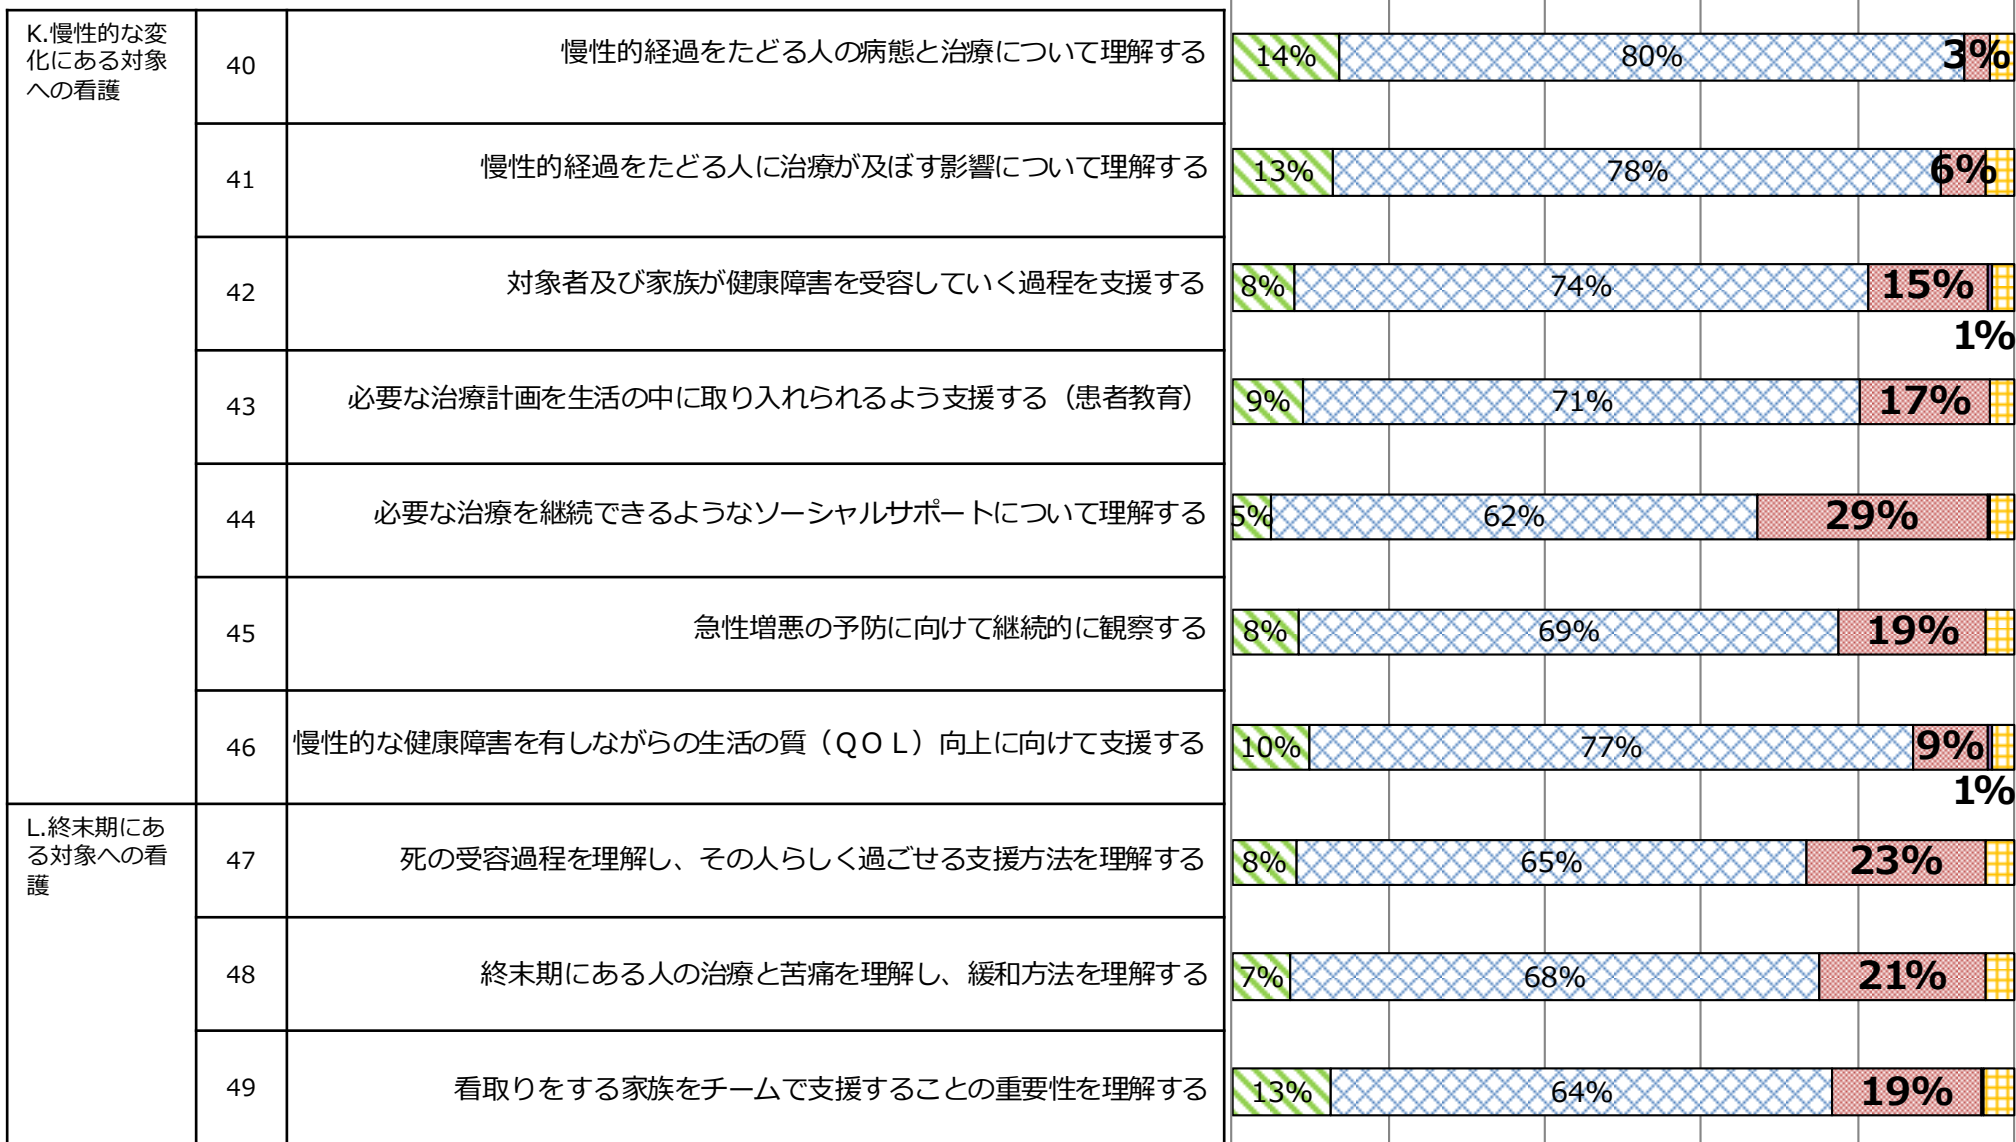 K.慢性的な変
化にある対象
への看護
40
慢性的経過をたどる人の病態と治療について理解する
14%
80%
3%
41
慢性的経過をたどる人に治療が及ぼす影響について理解する
13%
78%
6%
42
対象者及び家族が健康障害を受容していく過程を支援する
8%
74%
15%
1%
43
必要な治療計画を生活の中に取り入れられるよう支援する（患者教育）
9%
71%
17%
44
必要な治療を継続できるようなソーシャルサポートについて理解する
5%
62%
29%
45
急性増悪の予防に向けて継続的に観察する
8%
69%
19%
46
慢性的な健康障害を有しながらの生活の質（ＱＯＬ）向上に向けて支援する
10%
77%
9%
1%
L.終末期にあ
る対象への看
護
47
死の受容過程を理解し、その人らしく過ごせる支援方法を理解する
8%
65%
23%
48
終末期にある人の治療と苦痛を理解し、緩和方法を理解する
7%
68%
21%
49
看取りをする家族をチームで支援することの重要性を理解する
13%
64%
19%